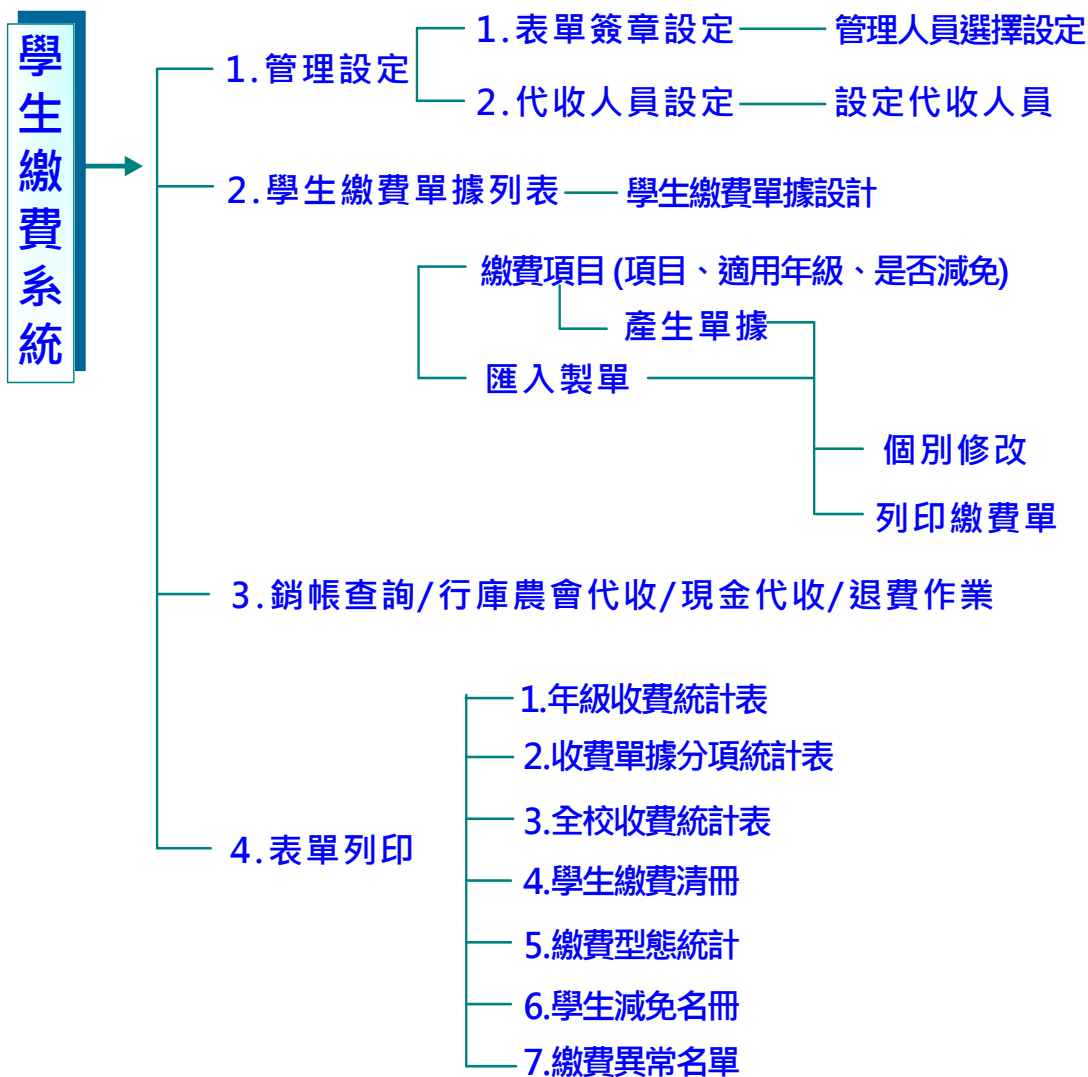 學生繳費系統
1.管理設定
1.表單簽章設定
管理人員選擇設定
2.代收人員設定
設定代收人員
2.學生繳費單據列表
學生繳費單據設計
繳費項目(項目、適用年級、是否減免)
產生單據
匯入製單
個別修改
列印繳費單
3.銷帳查詢/行庫農會代收/現金代收/退費作業
4.表單列印
1.年級收費統計表
2.收費單據分項統計表
3.全校收費統計表
4.學生繳費清冊
5.繳費型態統計
6.學生減免名冊
7.繳費異常名單